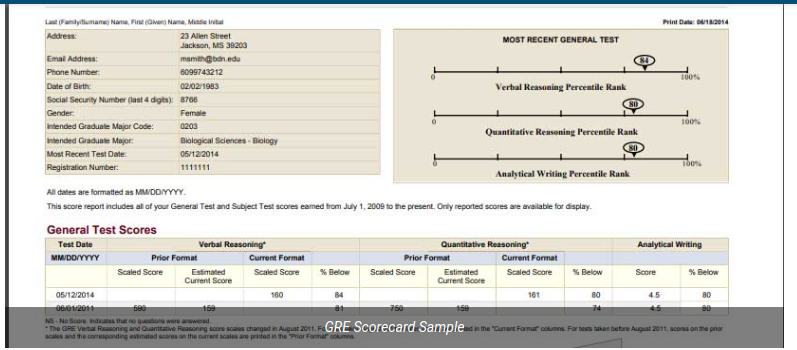 Last (Family/Surname) Name, First (Given) Name, Middle Initial
Print Date: 06/18/2014
Address: 23 Allen Street
Jackson, MS 39203
Email Address: msmith@bdn.edu
Phone Number: 6099743212
Date of Birth: 02/02/1983
Social Security Number (last 4 digits): 8766
Gender: Female
Intended Graduate Major Code: 0203
Intended Graduate Major: Biological Sciences - Biology
Most Recent Test Date: 05/12/2014
Registration Number: 1111111
MOST RECENT GENERAL TEST
84
0 100%
Verbal Reasoning Percentile Rank
80
0 100%
Quantitative Reasoning Percentile Rank
80
0 100%
Analytical Writing Percentile Rank
All dates are formatted as MM/DD/YYYY.
This score report includes all of your General Test and Subject Test scores earned from July 1, 2009 to the present. Only reported scores are available for display.
General Test Scores
Test Date Verbal Reasoning* Quantitative Reasoning* Analytical Writing
MM/DD/YYYY Prior Format Current Format Prior Format Current Format
Scaled Score Estimated Current Score Scaled Score % Below Scaled Score Estimated Current Score Scaled Score % Below Score % Below
05/12/2014 160 84 161 80 4.5 80
06/01/2011 590 159 81 750 159 74 4.5 80
NS - No Score. Indicates that no questions were answered.
* The GRE Verbal Reasoning and Quantitative Reasoning score scales changed in August 2011. ed in the "Current Format" columns. For tests taken before August 2011, scores on the prior
scales and the corresponding estimated scores on the current scales are printed in the "Prior Format" columns.
GRE Scorecard Sample